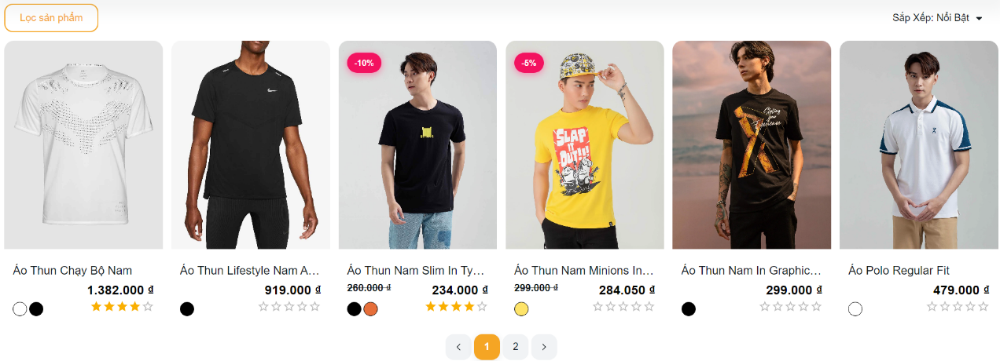 Lọc sản phẩm
Sắp Xếp: Nổi Bật
-10%
-5%
SLAP
IT
OUT!!!
Styling
your
Experience
Áo Thun Chạy Bộ Nam
1.382.000 ₫
Áo Thun Lifestyle Nam A...
919.000 ₫
Áo Thun Nam Slim In Ty...
260.000 ₫ 234.000 ₫
Áo Thun Nam Minions In...
299.000 ₫ 284.050 ₫
Áo Thun Nam In Graphic...
299.000 ₫
Áo Polo Regular Fit
479.000 ₫
1
2